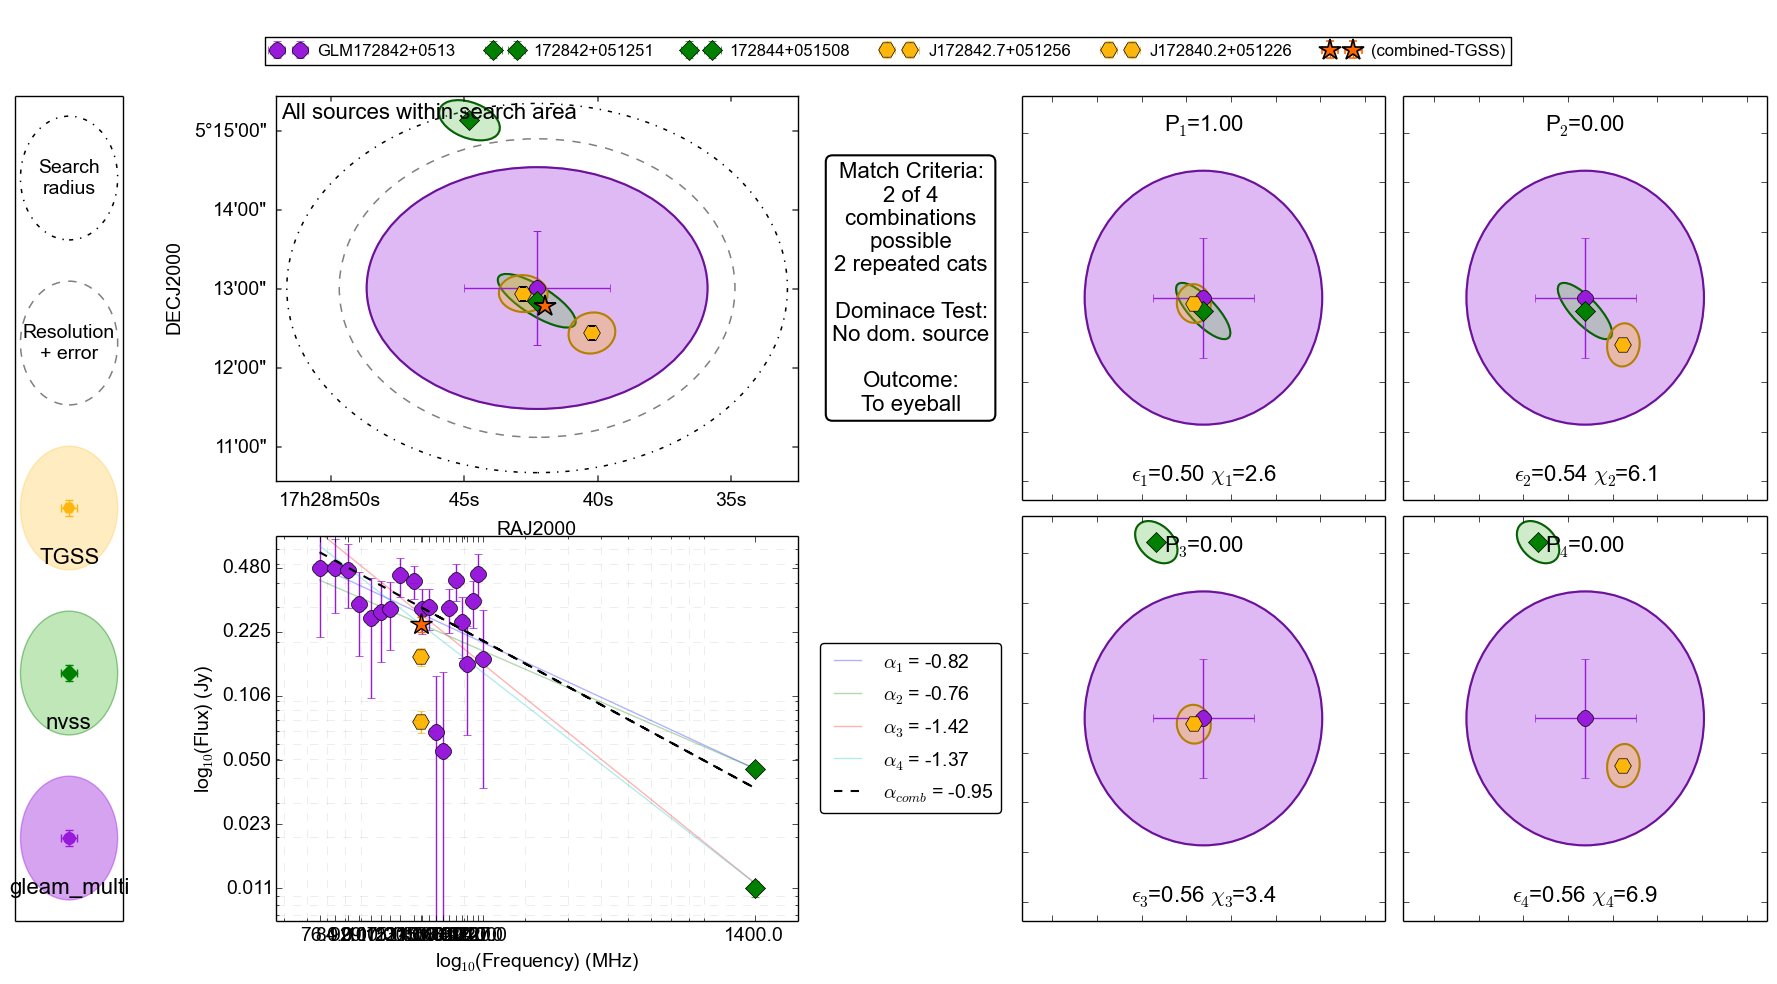 GLM172842+0513 172842+051251 172844+051508 J172842.7+051256 J172840.2+051226 (combined-TGSS)
Search
radius
Resolution
+ error
TGSS
nvss
gleam_multi
All sources within search area
DECJ2000
5°15'00"
14'00"
13'00"
12'00"
11'00"
17h28m50s 45s 40s 35s
RAJ2000
Match Criteria:
2 of 4
combinations
possible
2 repeated cats
Dominace Test:
No dom. source
Outcome:
To eyeball
P1=1.00
ε1=0.50 χ1=2.6
P2=0.00
ε2=0.54 χ2=6.1
log10(Flux) (Jy)
0.480
0.225
0.106
0.050
0.023
0.011
1400.0
log10(Frequency) (MHz)
α1 = -0.82
α2 = -0.76
α3 = -1.42
α4 = -1.37
αcomb = -0.95
P3=0.00
ε3=0.56 χ3=3.4
P4=0.00
ε4=0.56 χ4=6.9